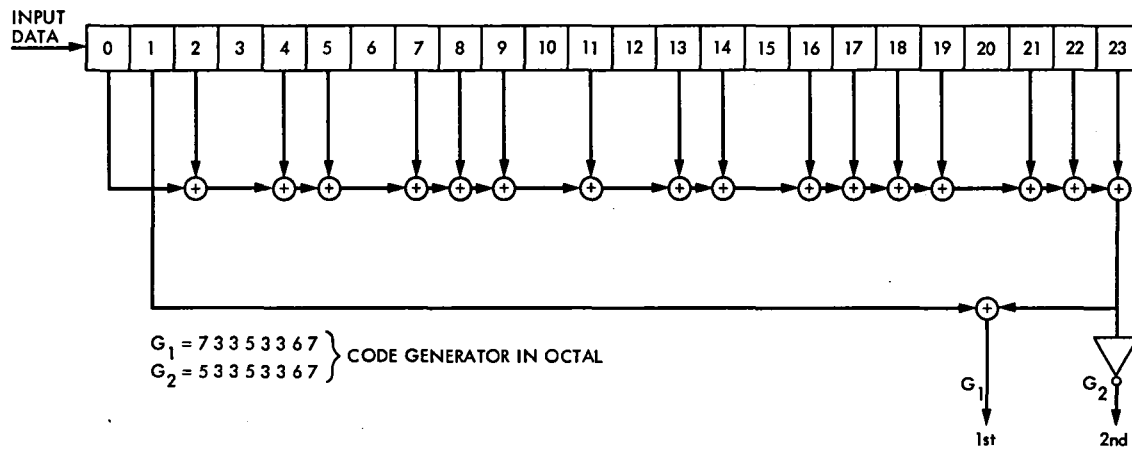 INPUT
DATA
0 1 2 3 4 5 6 7 8 9 10 11 12 13 14 15 16 17 18 19 20 21 22 23
+ + + + + + + + + + + + + + + +
+
G₁ = 7 3 3 5 3 3 6 7
G₂ = 5 3 3 5 3 3 6 7
} CODE GENERATOR IN OCTAL
G₁ G₂
1st 2nd